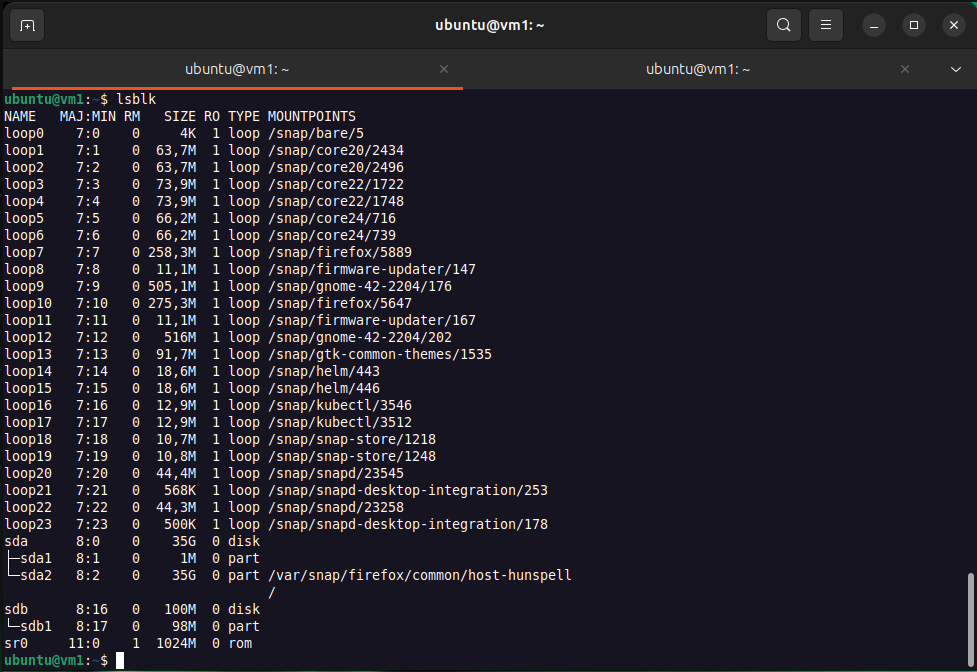 ubuntu@vm1: ~
ubuntu@vm1: ~ ubuntu@vm1: ~
ubuntu@vm1:~$ lsblk
NAME   MAJ:MIN RM   SIZE RO TYPE MOUNTPOINTS
loop0    7:0    0     4K  1 loop /snap/bare/5
loop1    7:1    0  63,7M  1 loop /snap/core20/2434
loop2    7:2    0  63,7M  1 loop /snap/core20/2496
loop3    7:3    0  73,9M  1 loop /snap/core22/1722
loop4    7:4    0  73,9M  1 loop /snap/core22/1748
loop5    7:5    0  66,2M  1 loop /snap/core24/716
loop6    7:6    0  66,2M  1 loop /snap/core24/739
loop7    7:7    0 258,3M  1 loop /snap/firefox/5889
loop8    7:8    0  11,1M  1 loop /snap/firmware-updater/147
loop9    7:9    0 505,1M  1 loop /snap/gnome-42-2204/176
loop10   7:10   0 275,3M  1 loop /snap/firefox/5647
loop11   7:11   0  11,1M  1 loop /snap/firmware-updater/167
loop12   7:12   0   516M  1 loop /snap/gnome-42-2204/202
loop13   7:13   0  91,7M  1 loop /snap/gtk-common-themes/1535
loop14   7:14   0  18,6M  1 loop /snap/helm/443
loop15   7:15   0  18,6M  1 loop /snap/helm/446
loop16   7:16   0  12,9M  1 loop /snap/kubectl/3546
loop17   7:17   0  12,9M  1 loop /snap/kubectl/3512
loop18   7:18   0  10,7M  1 loop /snap/snap-store/1218
loop19   7:19   0  10,8M  1 loop /snap/snap-store/1248
loop20   7:20   0  44,4M  1 loop /snap/snapd/23545
loop21   7:21   0   568K  1 loop /snap/snapd-desktop-integration/253
loop22   7:22   0  44,3M  1 loop /snap/snapd/23258
loop23   7:23   0   500K  1 loop /snap/snapd-desktop-integration/178
sda      8:0    0    35G  0 disk
├─sda1   8:1    0     1M  0 part
└─sda2   8:2    0    35G  0 part /var/snap/firefox/common/host-hunspell
/
sdb      8:16   0   100M  0 disk
└─sdb1   8:17   0    98M  0 part
sr0     11:0    1  1024M  0 rom
ubuntu@vm1:~$